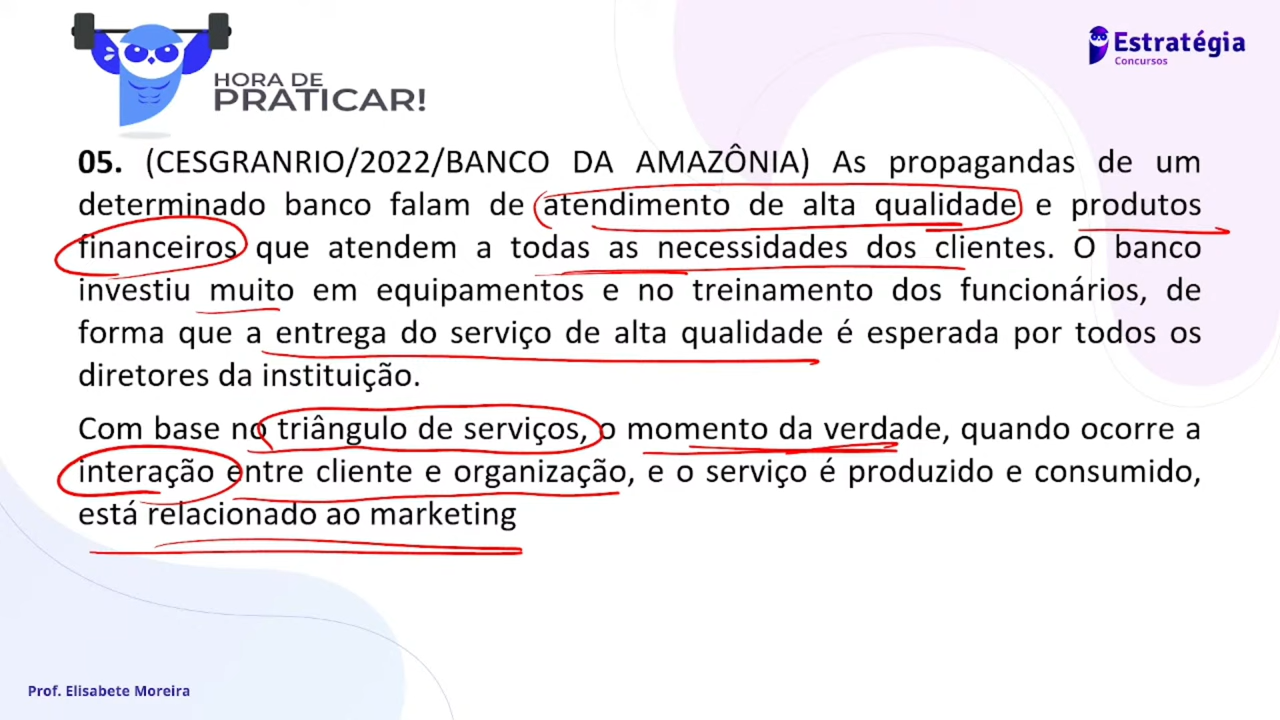 HORA DE
PRATICAR!
Estratégia
Concursos
05. (CESGRANRIO/2022/BANCO DA AMAZÔNIA) As propagandas de um
determinado banco falam de atendimento de alta qualidade e produtos
financeiros que atendem a todas as necessidades dos clientes. O banco
investiu muito em equipamentos e no treinamento dos funcionários, de
forma que a entrega do serviço de alta qualidade é esperada por todos os
diretores da instituição.
Com base no triângulo de serviços, o momento da verdade, quando ocorre a
interação entre cliente e organização, e o serviço é produzido e consumido,
está relacionado ao marketing
Prof. Elisabete Moreira